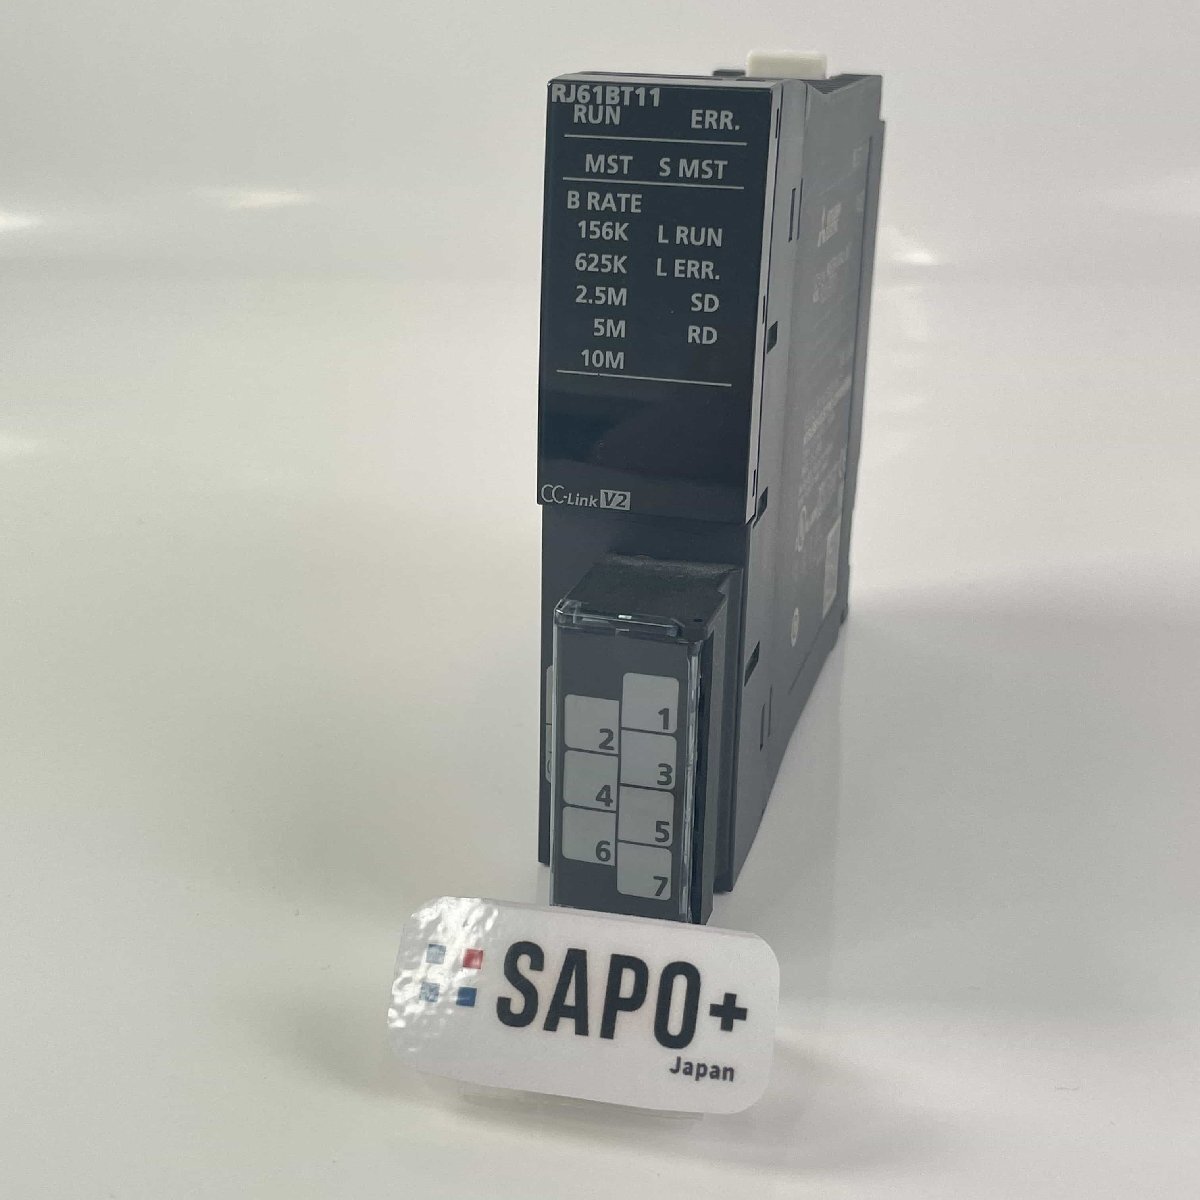 RJ61BT11
RUN ERR.
MST S MST
B RATE
156K L RUN
625K L ERR.
2.5M SD
5M RD
10M
CC-Link V2
1
2
3
4
5
6
7
SAPO+
Japan